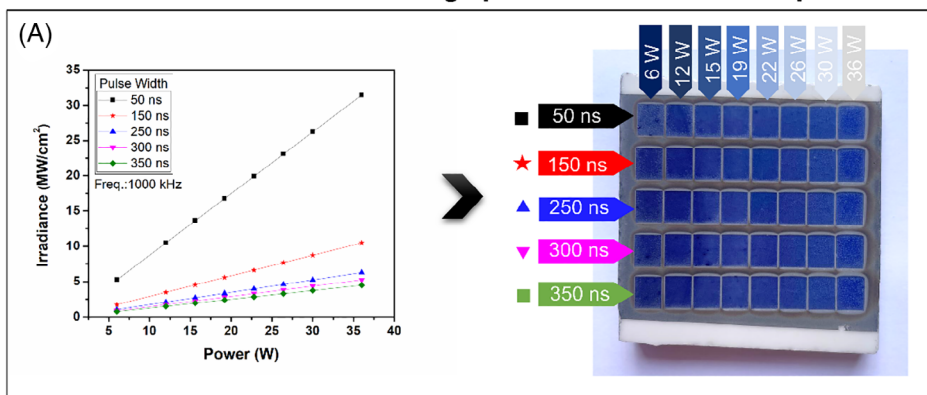 (A)
35
30
25
20
15
10
5
0
Irradiance (MW/cm²)
Pulse Width
50 ns
150 ns
250 ns
300 ns
350 ns
Freq.:1000 kHz
0 5 10 15 20 25 30 35 40
Power (W)
6 W
12 W
15 W
19 W
22 W
26 W
30 W
36 W
50 ns
150 ns
250 ns
300 ns
350 ns